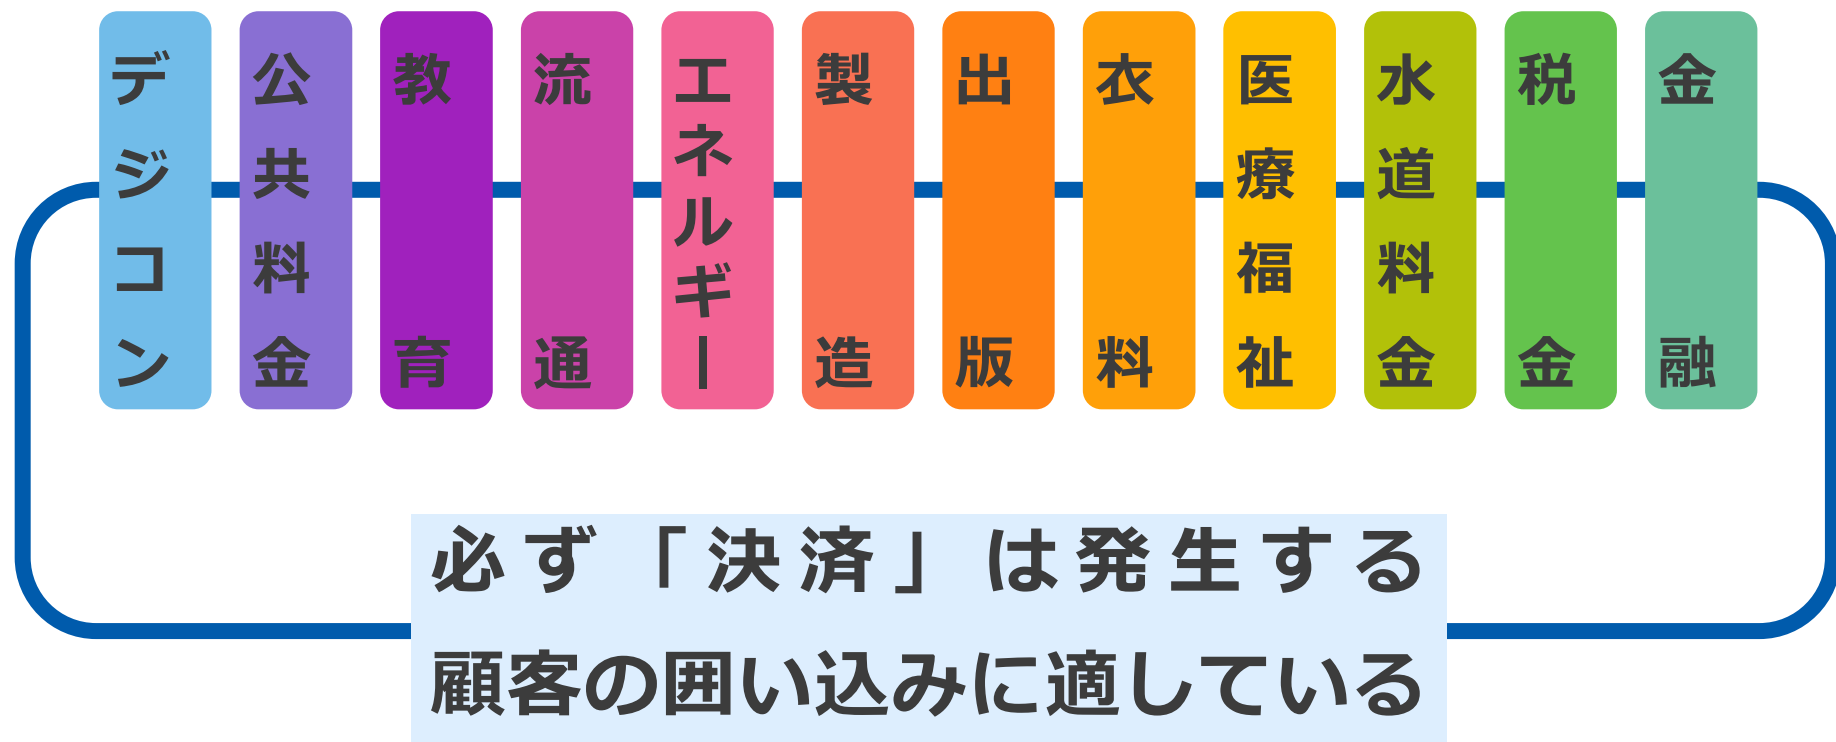 デジコン
公共料金
教育
流通
エネルギー
製造
出版
衣料
医療福祉
水道料金
税金
金融
必ず「決済」は発生する
顧客の囲い込みに適している